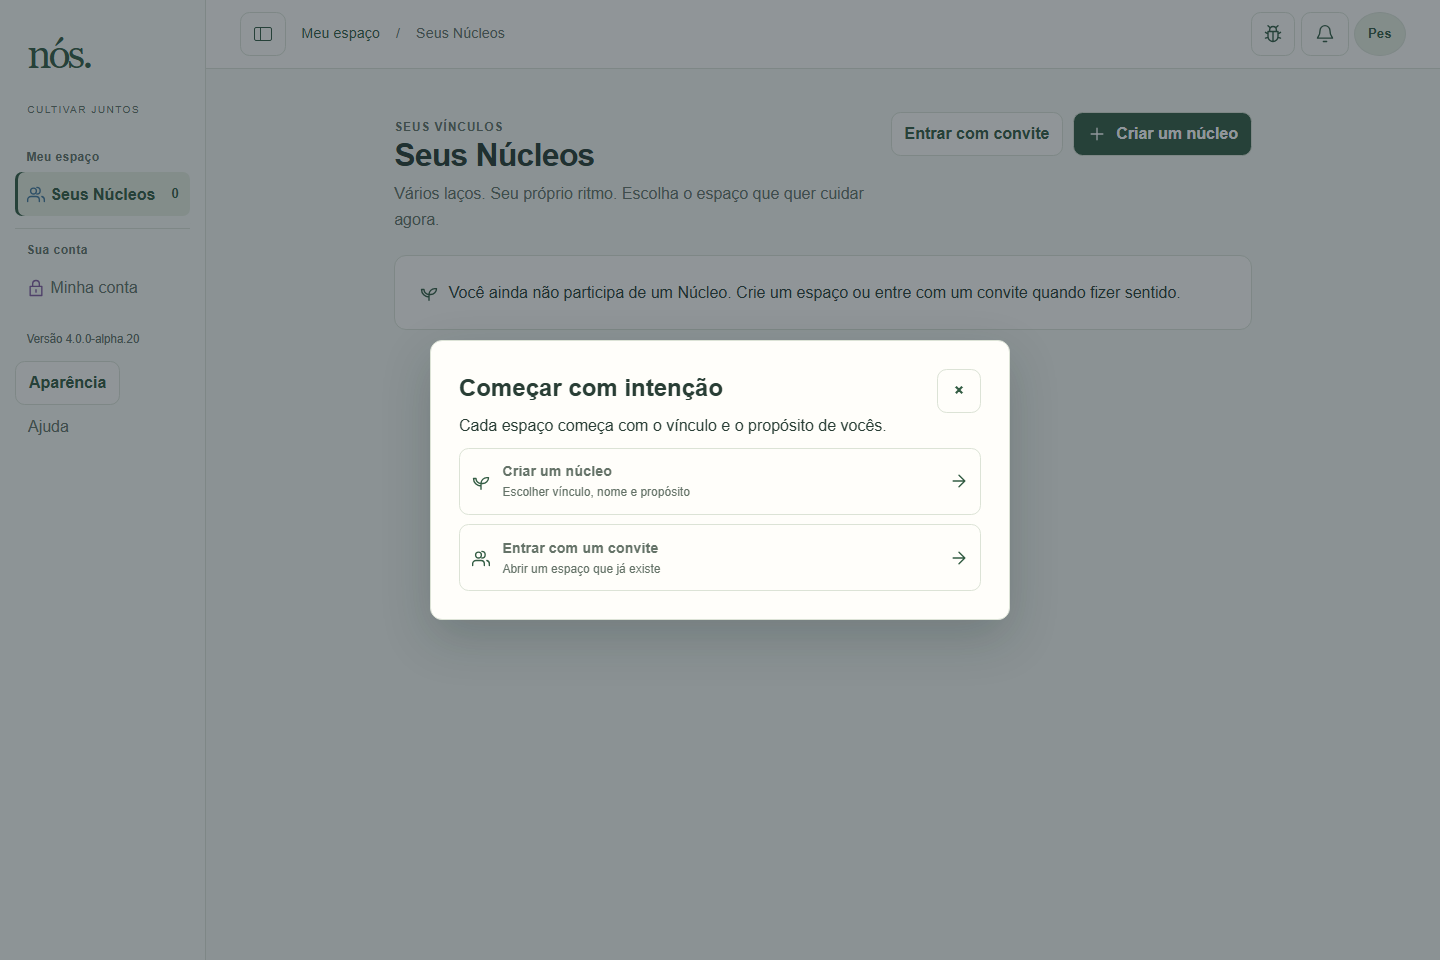 nós.
CULTIVAR JUNTOS
Meu espaço
Seus Núcleos 0
Sua conta
Minha conta
Versão 4.0.0-alpha.20
Aparência
Ajuda
Meu espaço / Seus Núcleos
Pes
SEUS VÍNCULOS
Seus Núcleos
Vários laços. Seu próprio ritmo. Escolha o espaço que quer cuidar
agora.
Entrar com convite
Criar um núcleo
Você ainda não participa de um Núcleo. Crie um espaço ou entre com um convite quando fizer sentido.
Começar com intenção
×
Cada espaço começa com o vínculo e o propósito de vocês.
Criar um núcleo
Escolher vínculo, nome e propósito
Entrar com um convite
Abrir um espaço que já existe